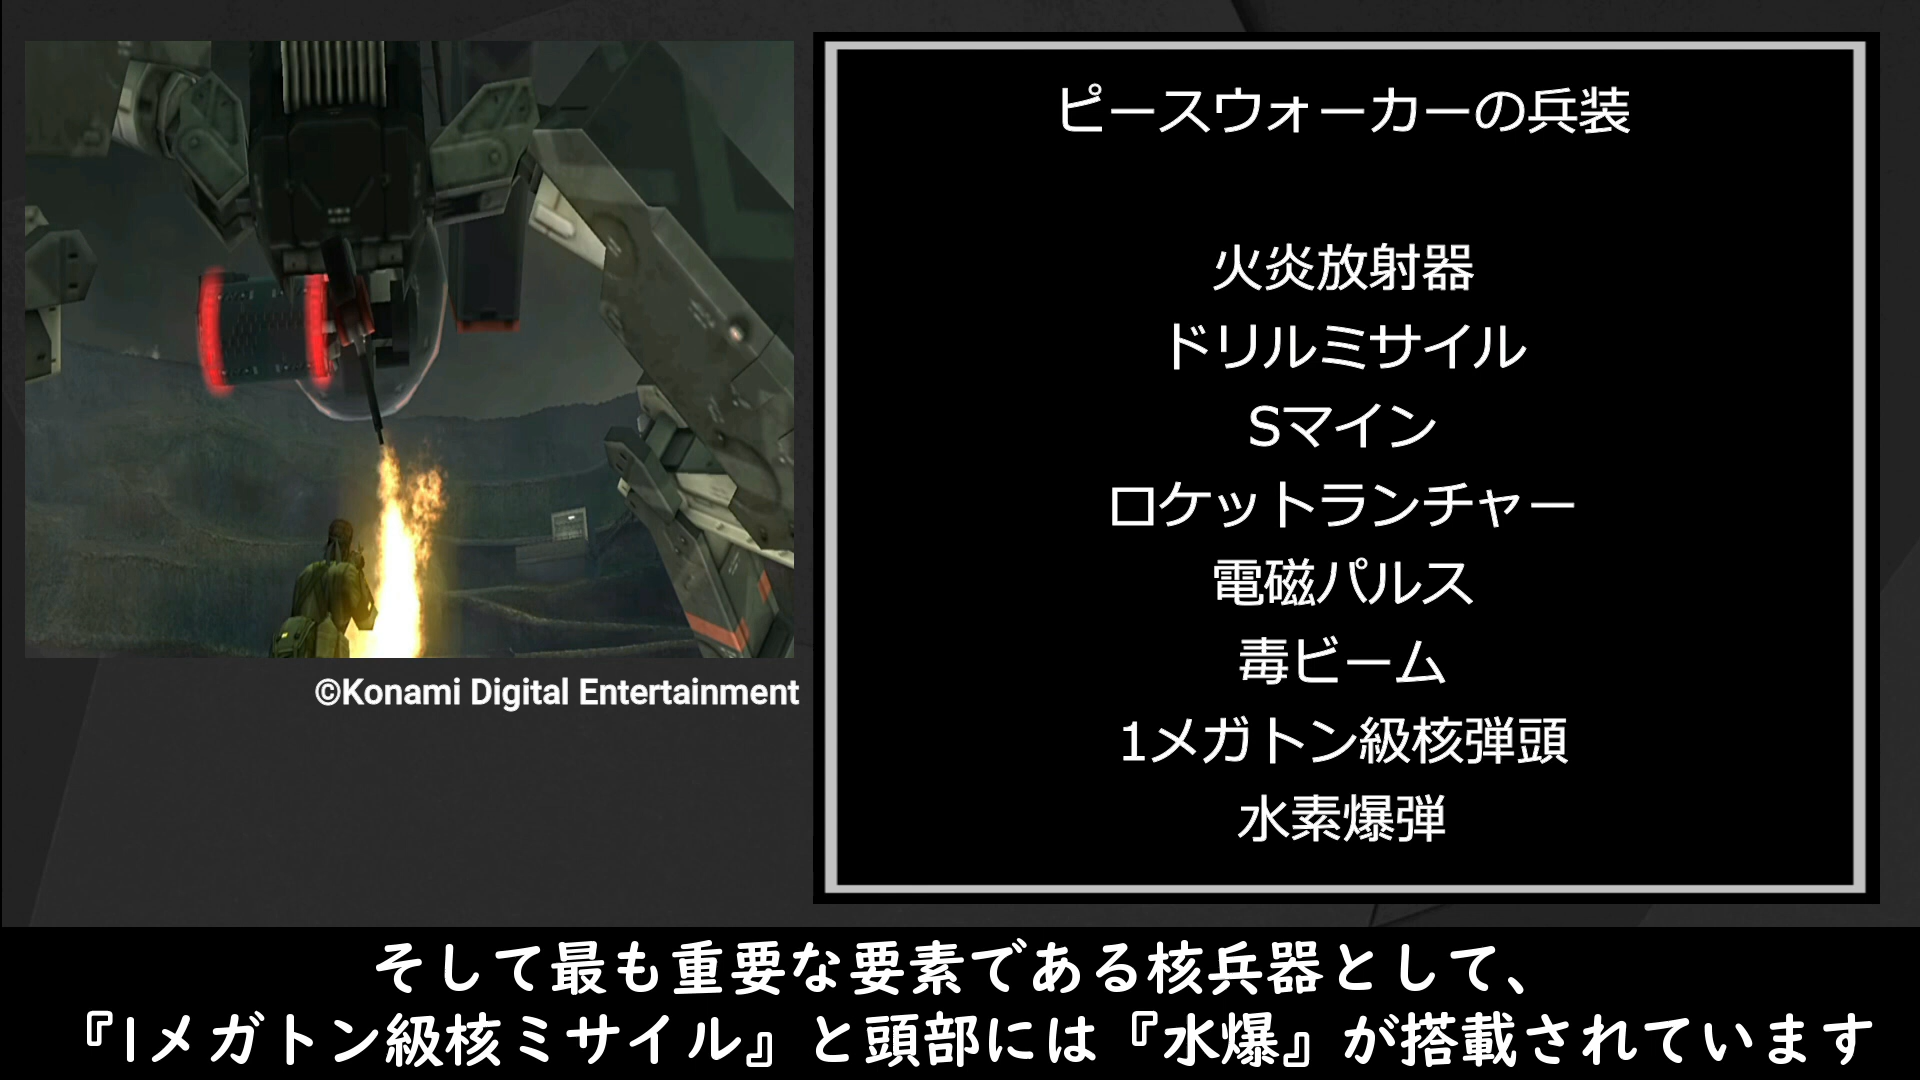 ピースウォーカーの兵装
火炎放射器
ドリルミサイル
Sマイン
ロケットランチャー
電磁パルス
毒ビーム
1メガトン級核弾頭
水素爆弾
©Konami Digital Entertainment
そして最も重要な要素である核兵器として、
『1メガトン級核ミサイル』と頭部には『水爆』が搭載されています